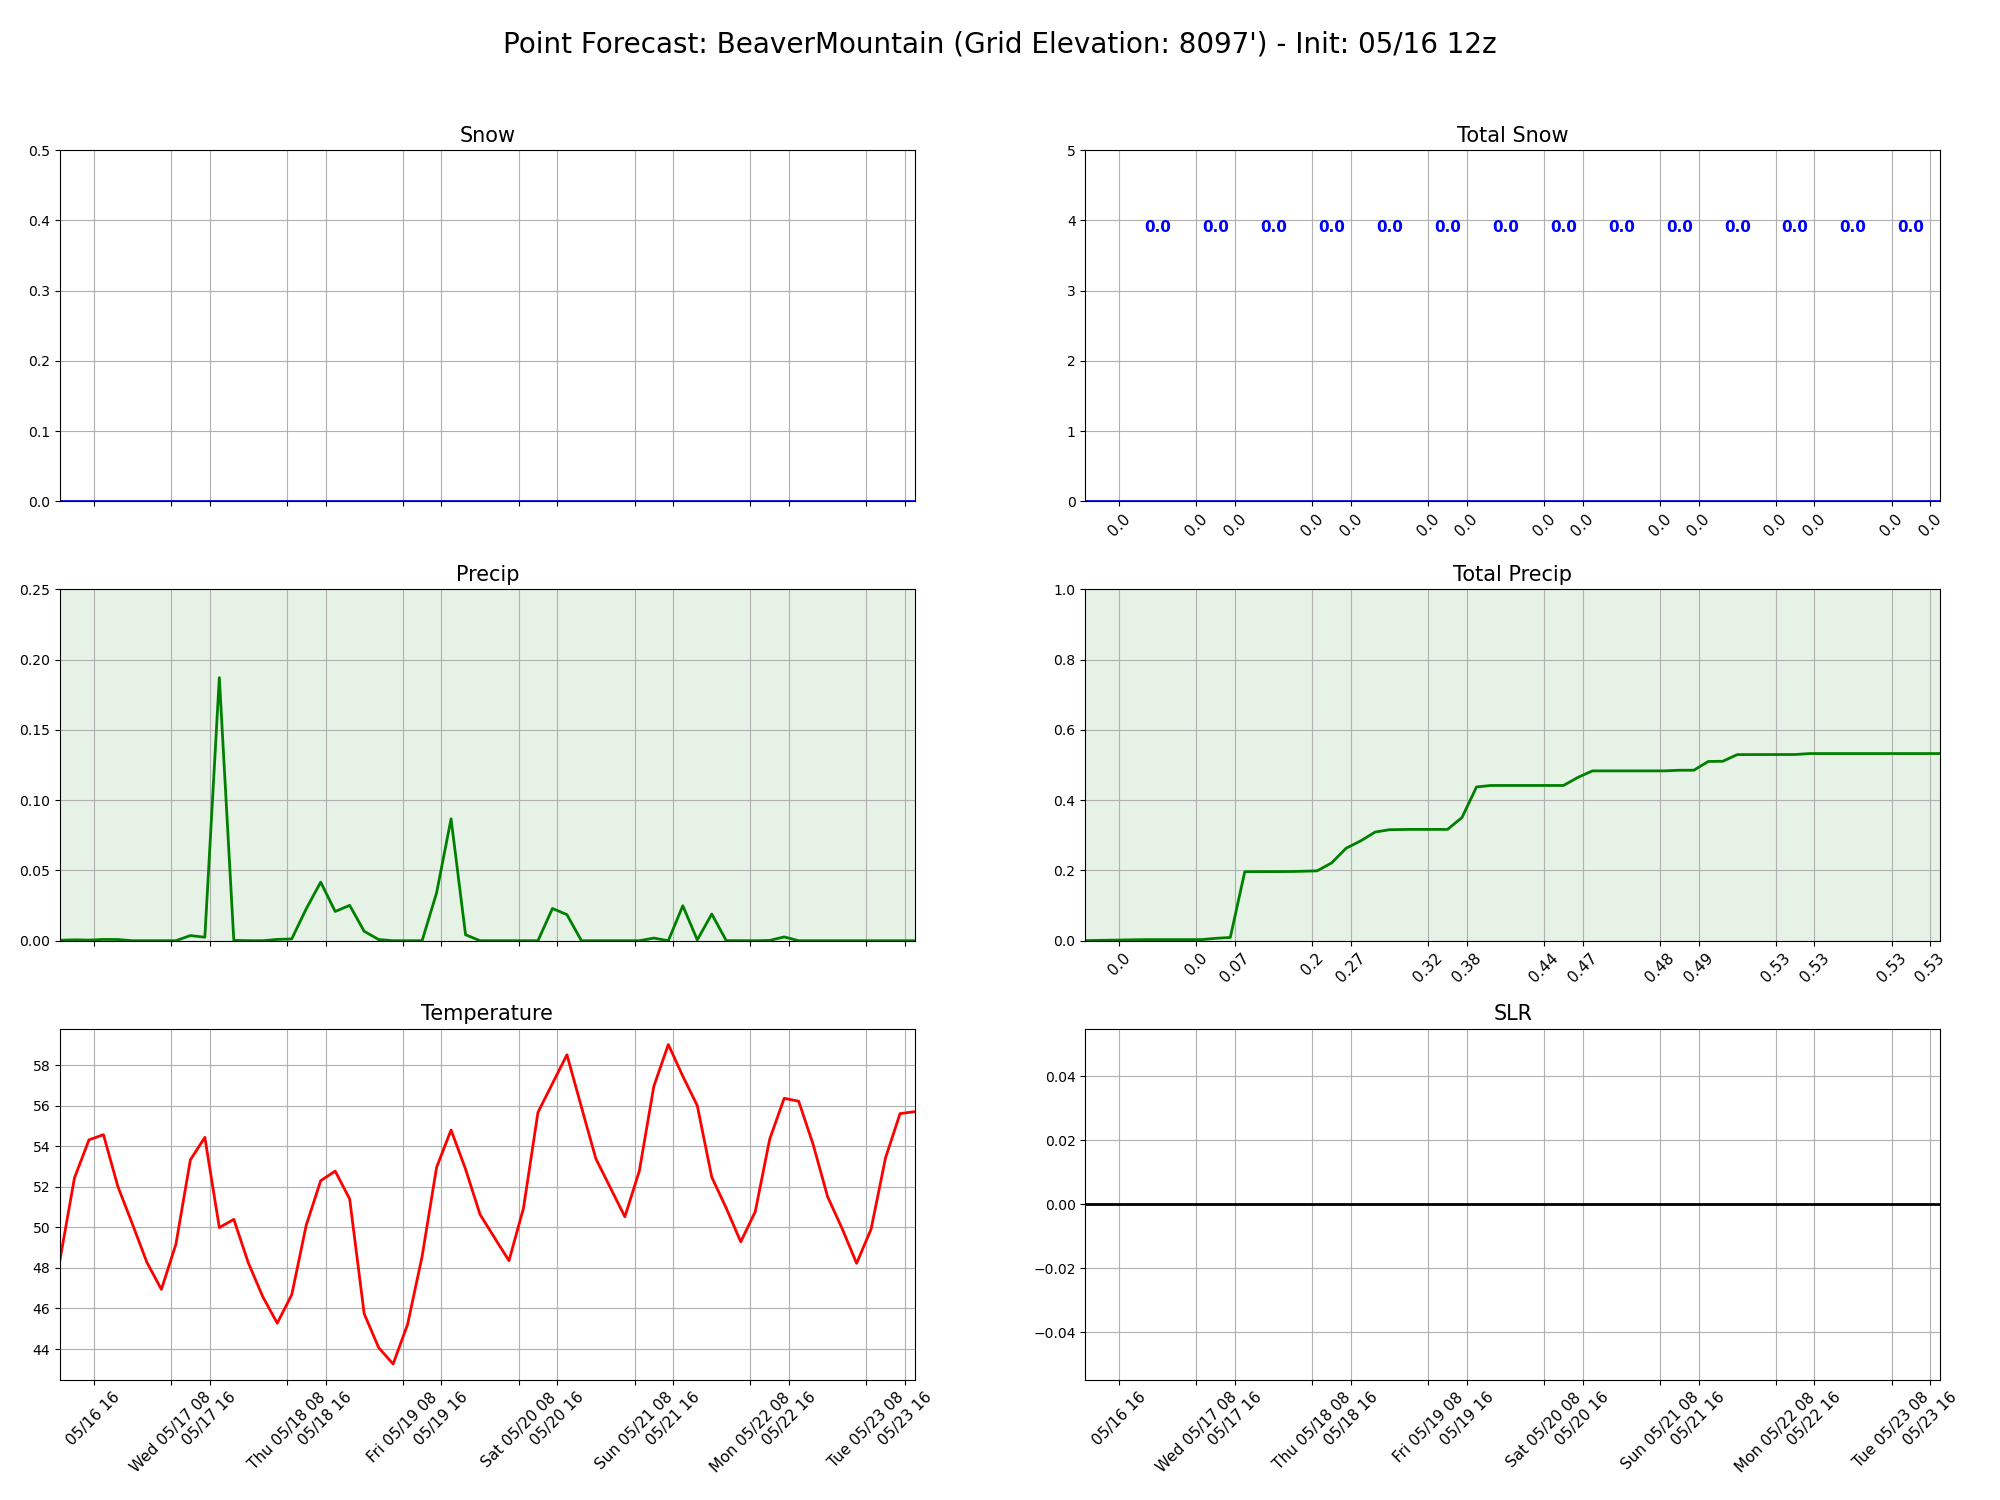 Point Forecast: BeaverMountain (Grid Elevation: 8097') - Init: 05/16 12z
Snow
0.5
0.4
0.3
0.2
0.1
0.0
Total Snow
5
4
3
2
1
0
0.0 0.0 0.0 0.0 0.0 0.0 0.0 0.0 0.0 0.0 0.0 0.0 0.0 0.0
0.0 0.0 0.0 0.0 0.0 0.0 0.0 0.0 0.0 0.0 0.0 0.0 0.0 0.0 0.0
Precip
0.25
0.20
0.15
0.10
0.05
0.00
Total Precip
1.0
0.8
0.6
0.4
0.2
0.0
0.0 0.0 0.07 0.2 0.27 0.32 0.38 0.44 0.47 0.48 0.49 0.53 0.53 0.53 0.53
Temperature
58
56
54
52
50
48
46
44
05/16 16
Wed 05/17 08
05/17 16
Thu 05/18 08
05/18 16
Fri 05/19 08
05/19 16
Sat 05/20 08
05/20 16
Sun 05/21 08
05/21 16
Mon 05/22 08
05/22 16
Tue 05/23 08
05/23 16
SLR
0.04
0.02
0.00
−0.02
−0.04
05/16 16
Wed 05/17 08
05/17 16
Thu 05/18 08
05/18 16
Fri 05/19 08
05/19 16
Sat 05/20 08
05/20 16
Sun 05/21 08
05/21 16
Mon 05/22 08
05/22 16
Tue 05/23 08
05/23 16